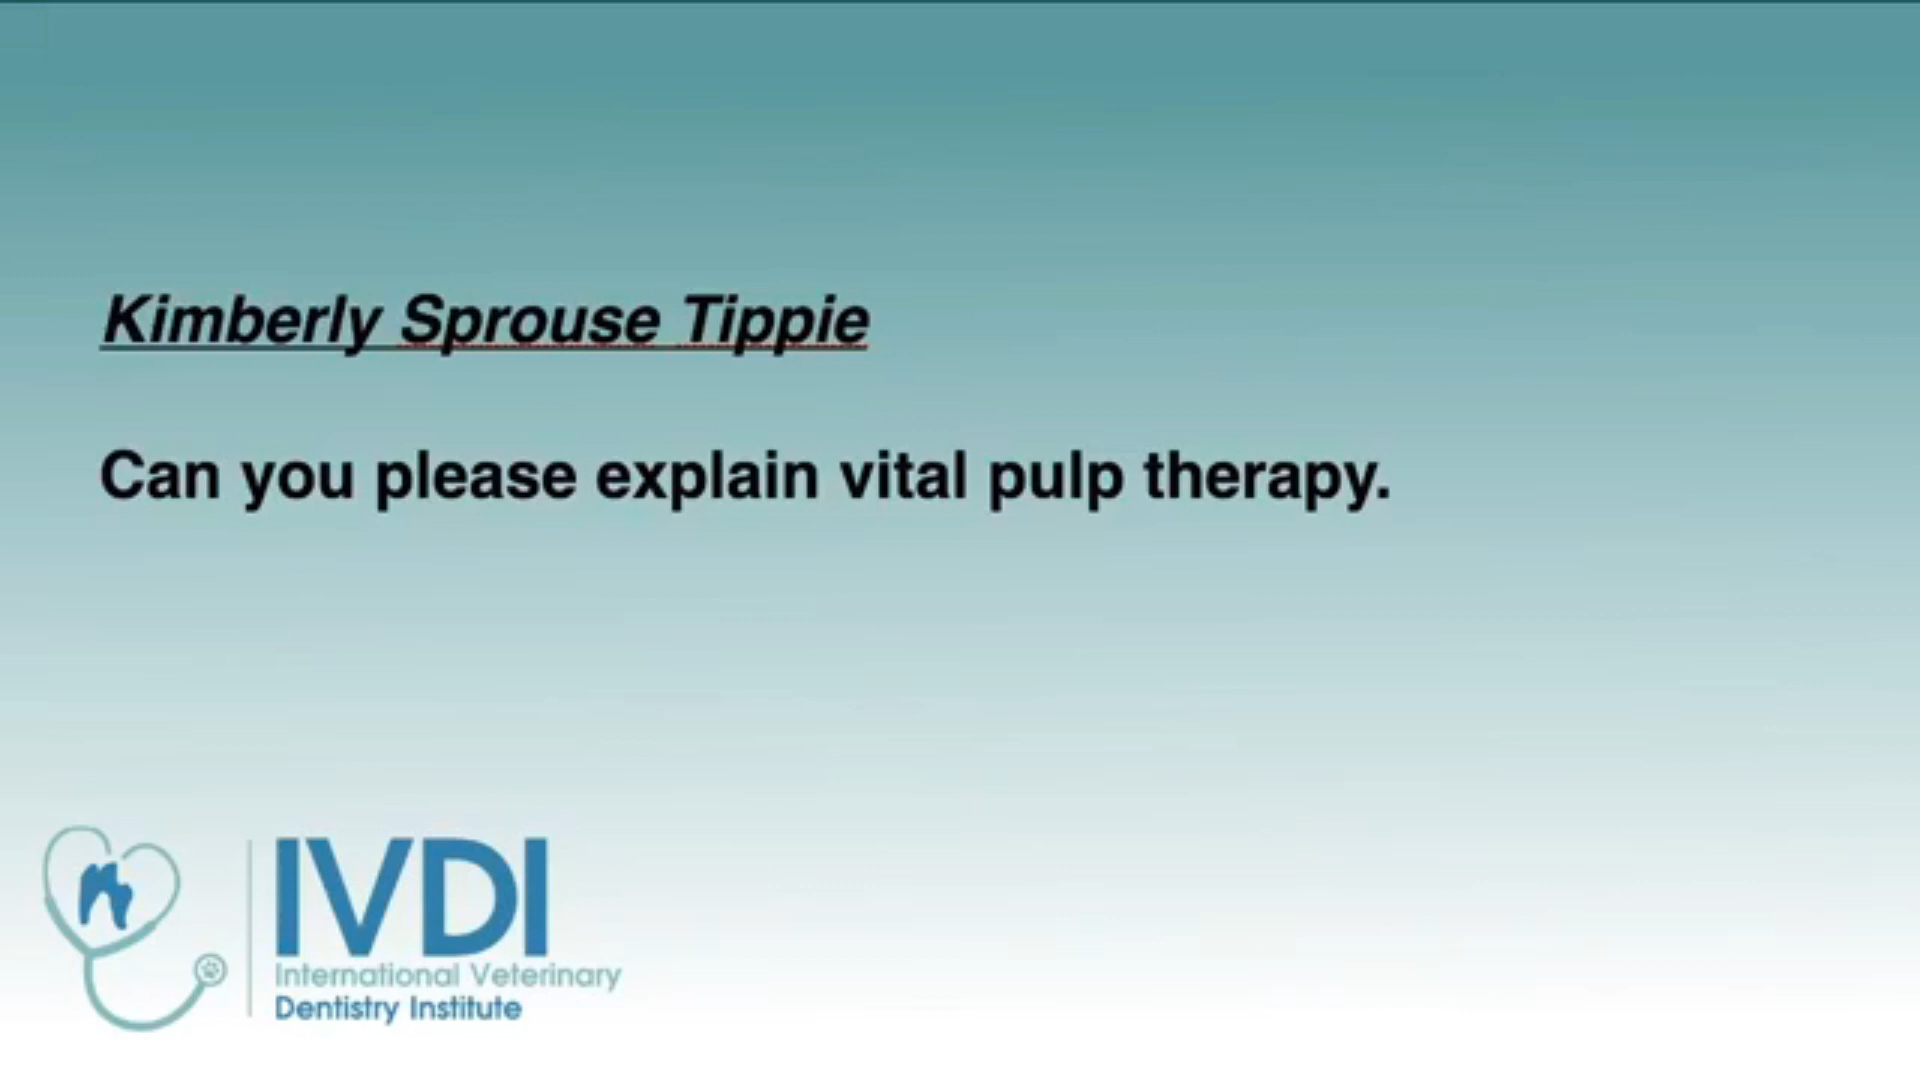 Kimberly Sprouse Tippie
Can you please explain vital pulp therapy.
IVDI
International Veterinary
Dentistry Institute